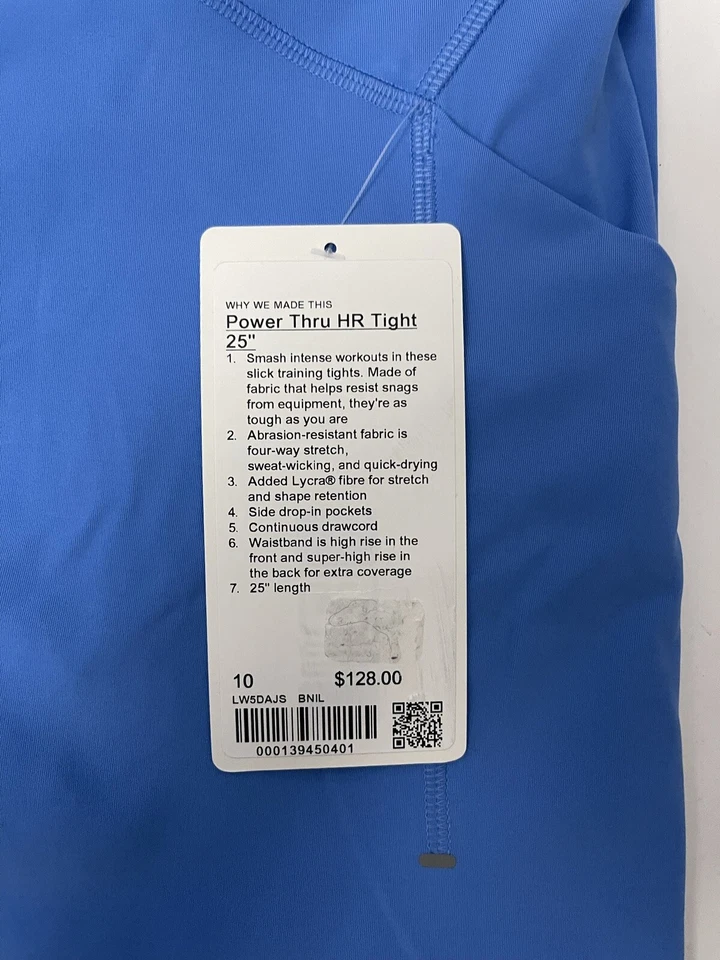 WHY WE MADE THIS
Power Thru HR Tight
25"
1. Smash intense workouts in these
slick training tights. Made of
fabric that helps resist snags
from equipment, they're as
tough as you are
2. Abrasion-resistant fabric is
four-way stretch,
sweat-wicking, and quick-drying
3. Added Lycra® fibre for stretch
and shape retention
4. Side drop-in pockets
5. Continuous drawcord
6. Waistband is high rise in the
front and super-high rise in
the back for extra coverage
7. 25" length
10 $128.00
LW5DAJS BNIL
000139450401